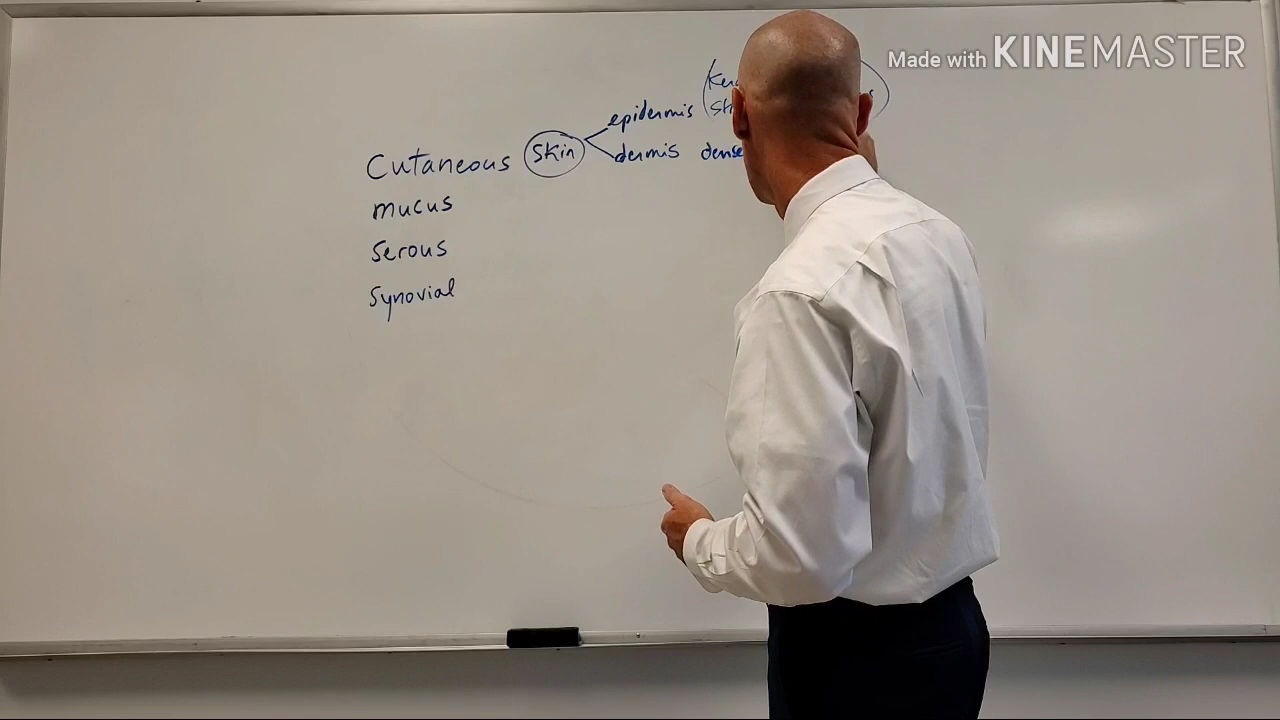 Made with KINEMASTER
epidermis
Cutaneous skin
dermis dense
mucus
serous
synovial